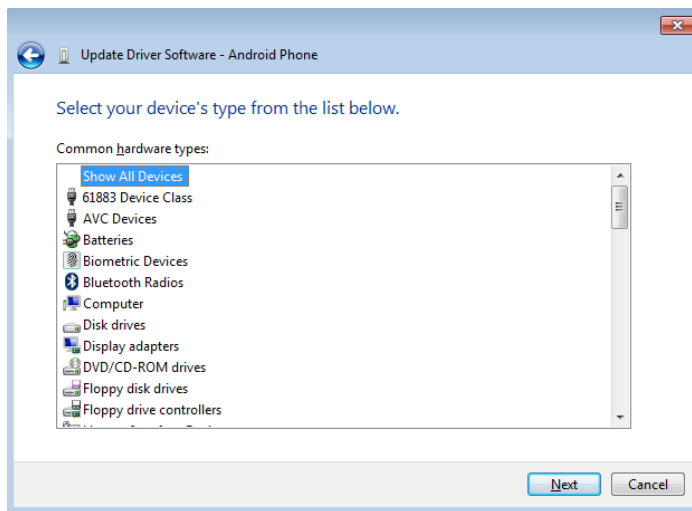 Update Driver Software - Android Phone
Select your device's type from the list below.
Common hardware types:
Show All Devices
61883 Device Class
AVC Devices
Batteries
Biometric Devices
Bluetooth Radios
Computer
Disk drives
Display adapters
DVD/CD-ROM drives
Floppy disk drives
Floppy drive controllers
Next Cancel